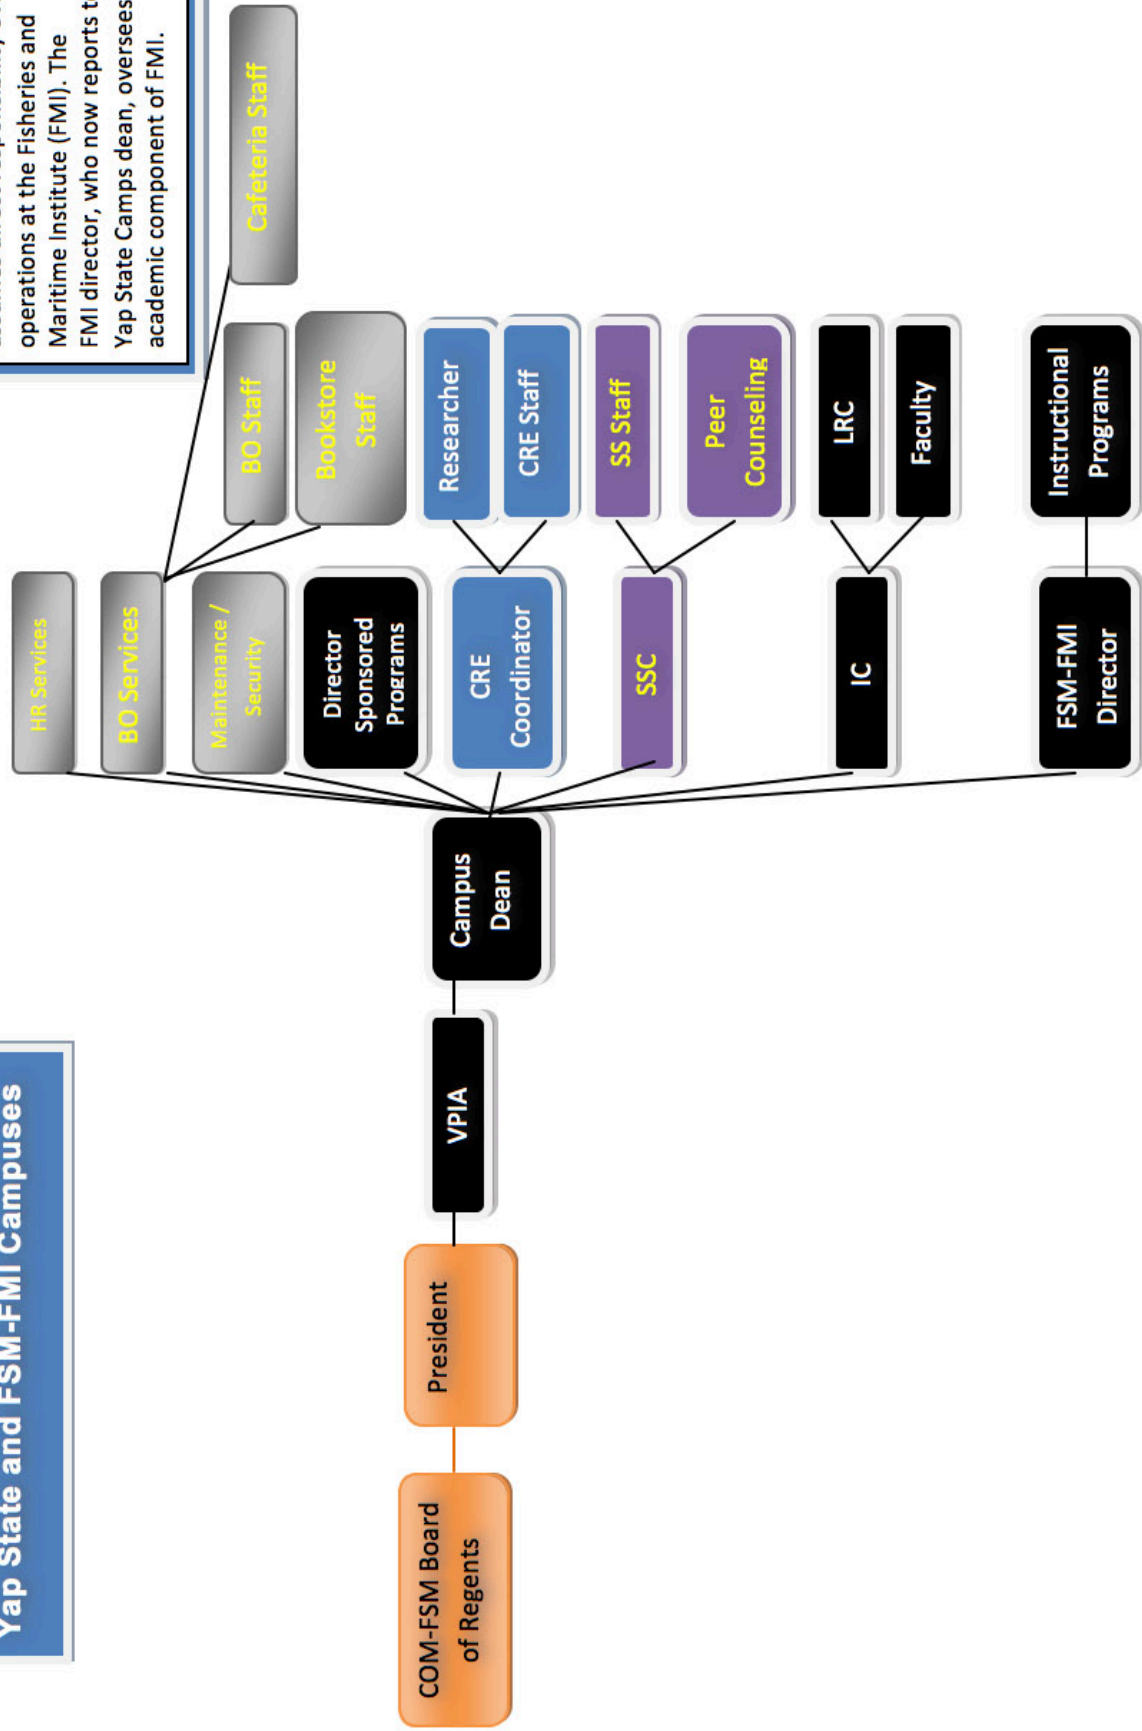 Yap State and FSM-FMI Campuses
operations at the Fisheries and
Maritime Institute (FMI). The
FMI director, who now reports
Yap State Camps dean, oversees
academic component of FMI.
COM-FSM Board
of Regents
President
VPIA
Campus
Dean
HR Services
BO Services
Maintenance /
Security
Director
Sponsored
Programs
CRE
Coordinator
SSC
IC
FSM-FMI
Director
BO Staff
Bookstore
Staff
Researcher
CRE Staff
SS Staff
Peer
Counseling
LRC
Faculty
Instructional
Programs
Cafeteria Staff